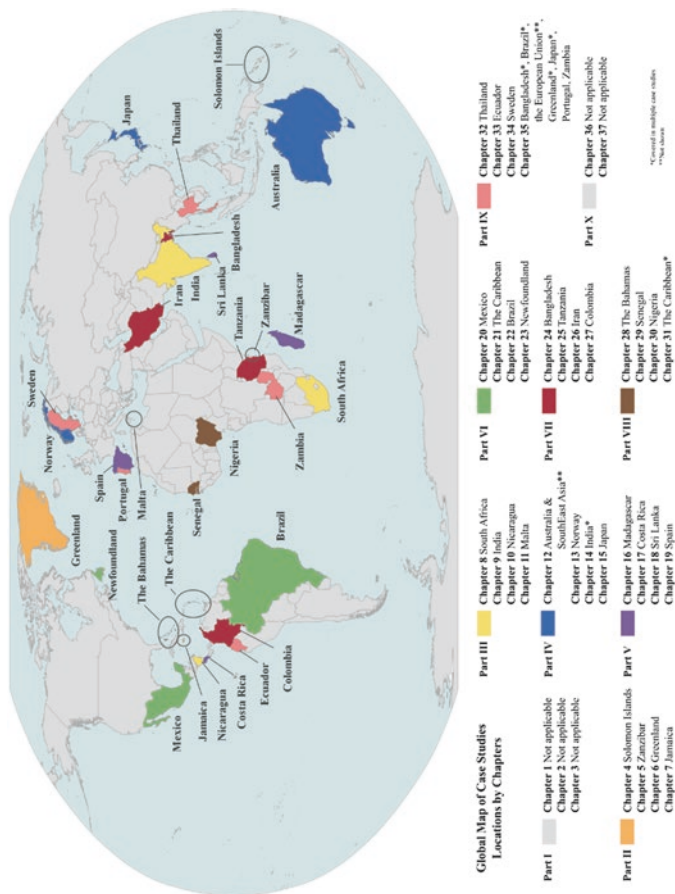 Greenland
Norway
Sweden
Spain
Portugal
Malta
Newfoundland
The Bahamas
The Caribbean
Mexico
Jamaica
Nicaragua
Costa Rica
Ecuador
Colombia
Brazil
Senegal
Nigeria
Zambia
South Africa
Tanzania
Zanzibar
Madagascar
Iran
India
Sri Lanka
Bangladesh
Thailand
Japan
Australia
Solomon Islands
Global Map of Case Studies
Locations by Chapters
Part I
Chapter 1 Not applicable
Chapter 2 Not applicable
Chapter 3 Not applicable
Part II
Chapter 4 Solomon Islands
Chapter 5 Zanzibar
Chapter 6 Greenland
Chapter 7 Jamaica
Part III
Chapter 8 South Africa
Chapter 9 India
Chapter 10 Nicaragua
Chapter 11 Malta
Part IV
Chapter 12 Australia &
SouthEast Asia**
Chapter 13 Norway
Chapter 14 India*
Chapter 15 Japan
Part V
Chapter 16 Madagascar
Chapter 17 Costa Rica
Chapter 18 Sri Lanka
Chapter 19 Spain
Part VI
Chapter 20 Mexico
Chapter 21 The Caribbean
Chapter 22 Brazil
Chapter 23 Newfoundland
Part VII
Chapter 24 Bangladesh
Chapter 25 Tanzania
Chapter 26 Iran
Chapter 27 Colombia
Part VIII
Chapter 28 The Bahamas
Chapter 29 Senegal
Chapter 30 Nigeria
Chapter 31 The Caribbean*
Part IX
Chapter 32 Thailand
Chapter 33 Ecuador
Chapter 34 Sweden
Chapter 35 Bangladesh*, Brazil*,
the European Union**,
Greenland*, Japan*,
Portugal, Zambia
Part X
Chapter 36 Not applicable
Chapter 37 Not applicable
*Covered in multiple case studies
**Not shown